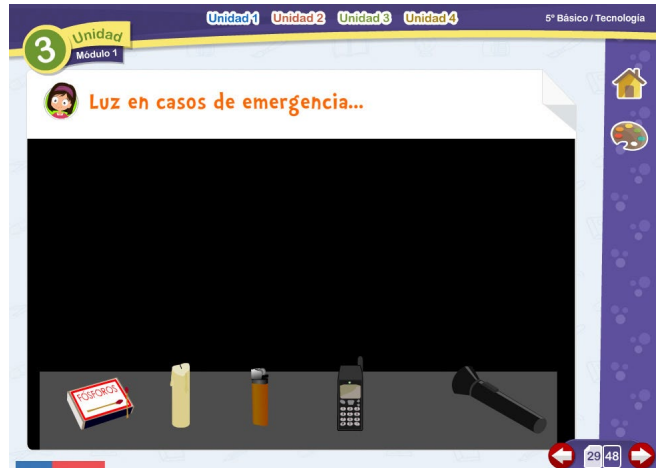 Unidad 1 Unidad 2 Unidad 3 Unidad 4
5º Básico / Tecnología
3 Unidad
Módulo 1
Luz en casos de emergencia...
FÓSFOROS
29 48